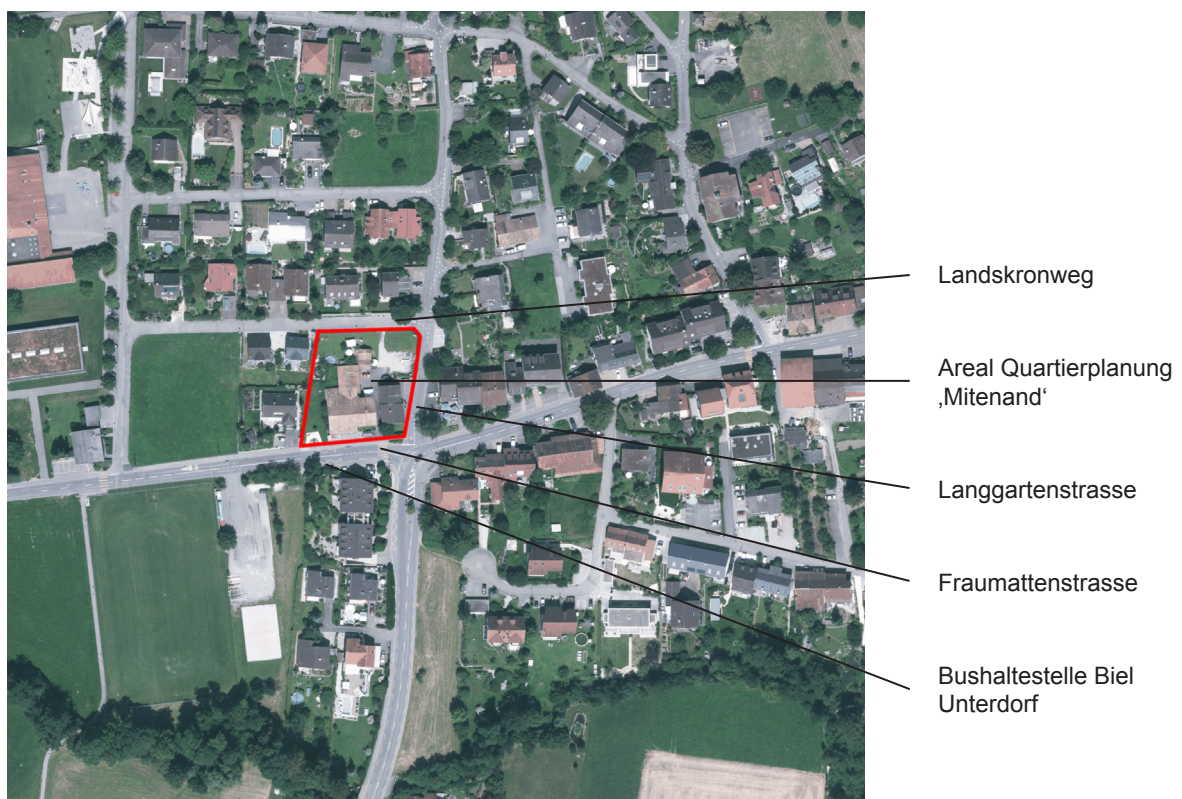 Landskronweg
Areal Quartierplanung
‚Mitenand‘
Langgartenstrasse
Fraumattenstrasse
Bushaltestelle Biel
Unterdorf